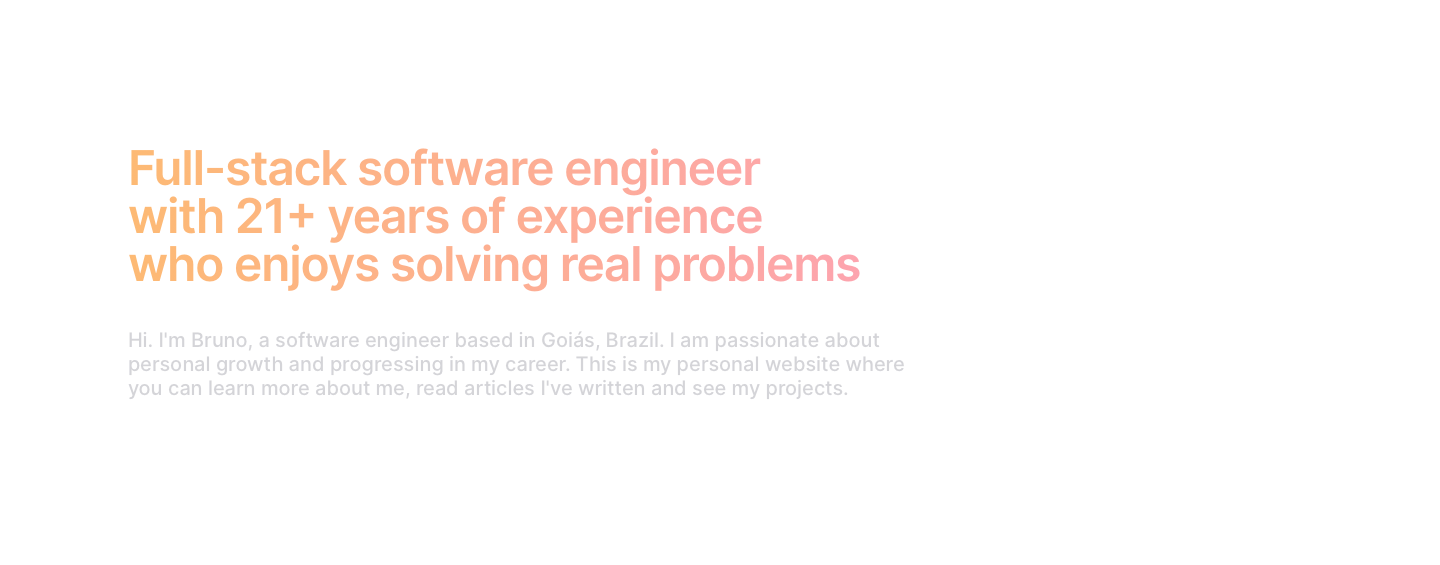 Full-stack software engineer
with 21+ years of experience
who enjoys solving real problems
Hi. I'm Bruno, a software engineer based in Goiás, Brazil. I am passionate about
personal growth and progressing in my career. This is my personal website where
you can learn more about me, read articles I've written and see my projects.